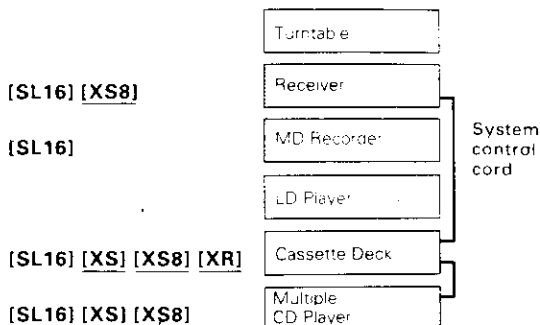 Turntable
[SL16] [XS8] Receiver
[SL16] MD Recorder
System
control
cord
LD Player
[SL16] [XS] [XS8] [XR] Cassette Deck
[SL16] [XS] [XS8] Multiple
CD Player